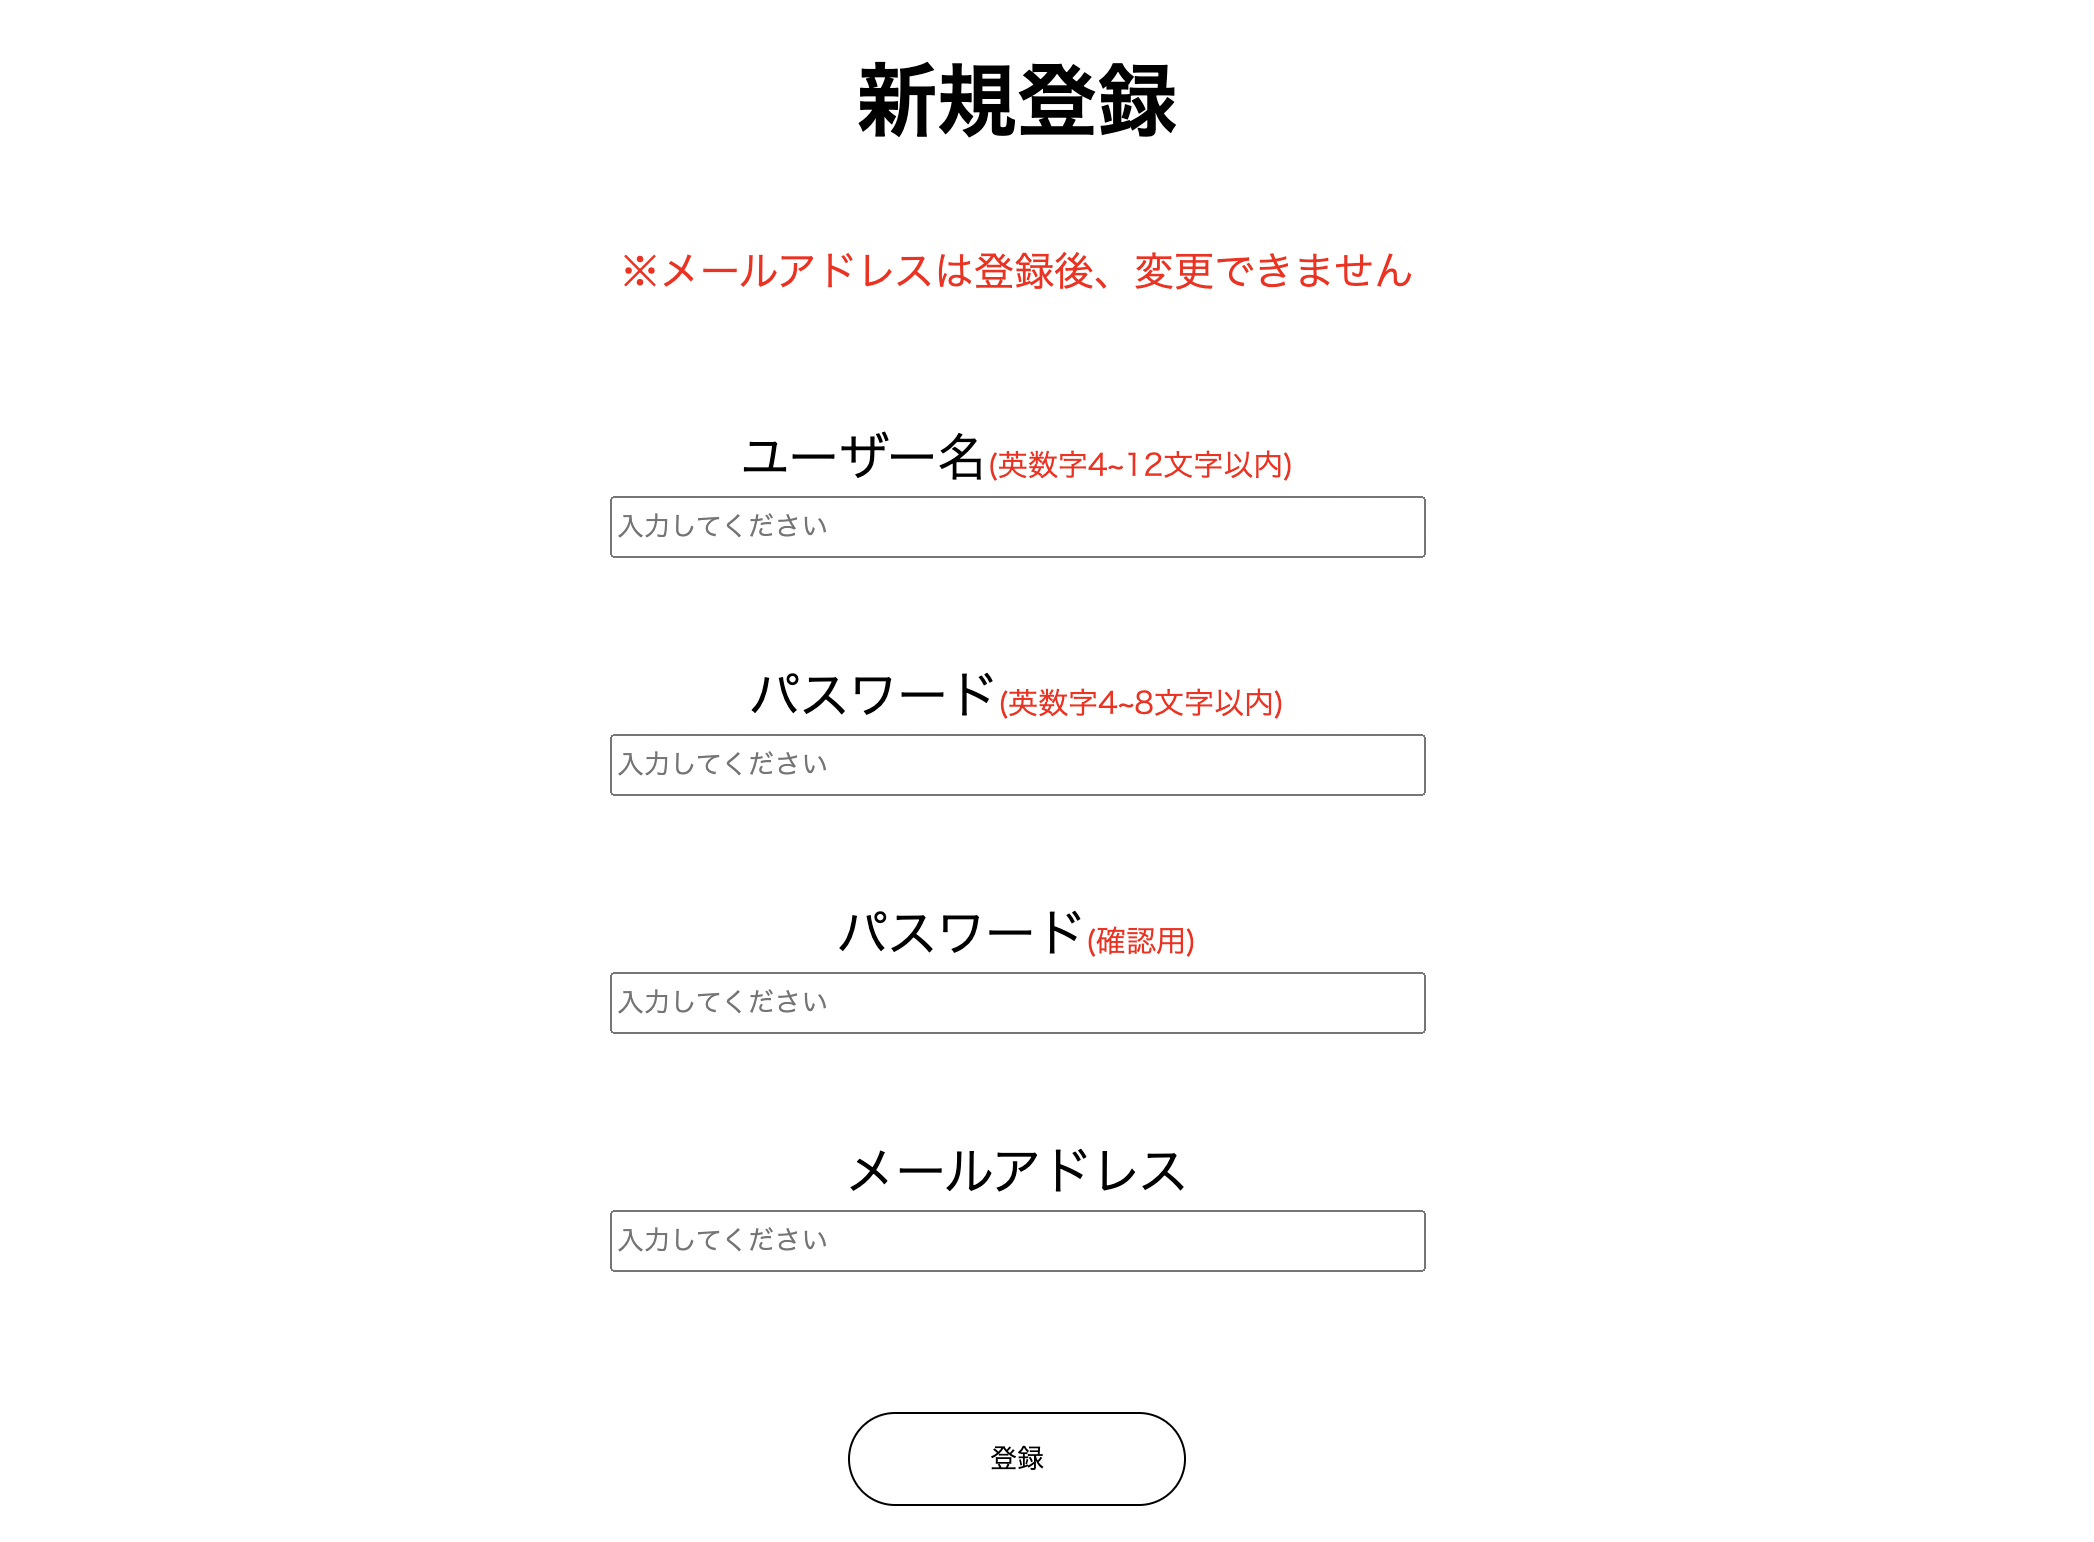 新規登録
※メールアドレスは登録後、変更できません
ユーザー名(英数字4~12文字以内)
入力してください
パスワード(英数字4~8文字以内)
入力してください
パスワード(確認用)
入力してください
メールアドレス
入力してください
登録